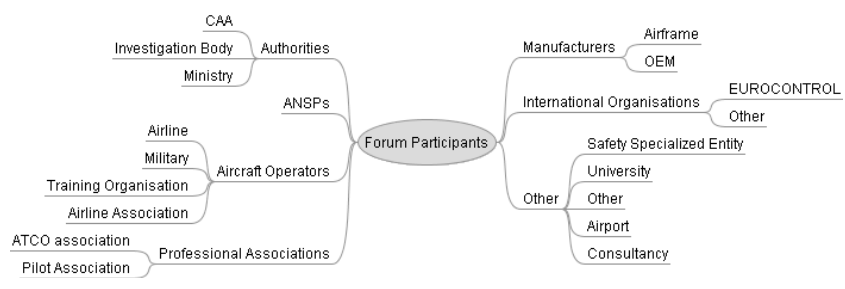 Forum Participants
Authorities
CAA
Investigation Body
Ministry
ANSPs
Aircraft Operators
Airline
Military
Training Organisation
Airline Association
Professional Associations
ATCO association
Pilot Association
Manufacturers
Airframe
OEM
International Organisations
EUROCONTROL
Other
Other
Safety Specialized Entity
University
Other
Airport
Consultancy